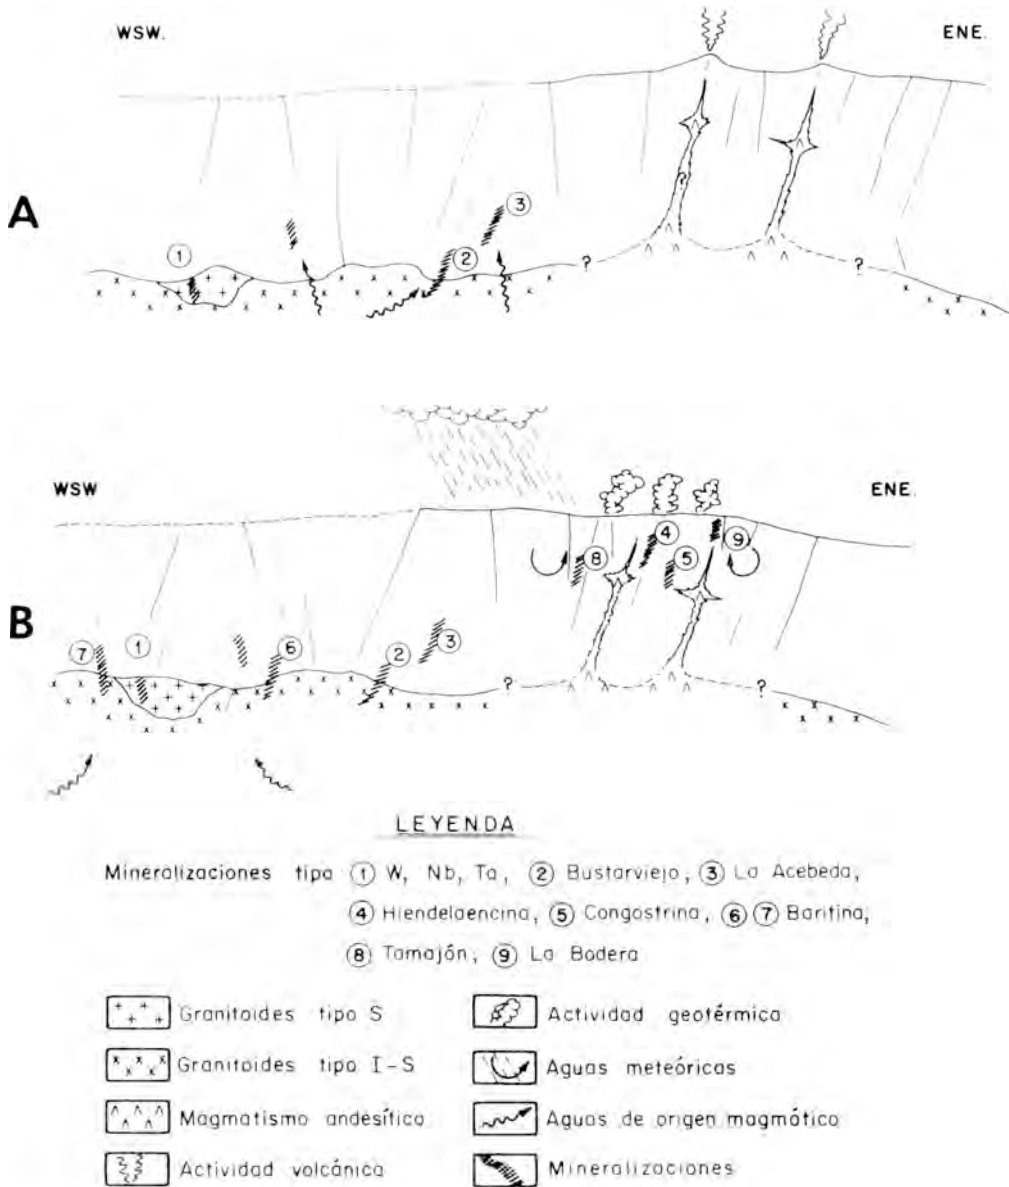 WSW.
ENE.
A
3
1
2
?
?
?
WSW
ENE.
4
9
8
5
B
7
1
6
2
3
?
?
LEYENDA
Mineralizaciones tipo ① W, Nb, Ta, ② Bustarviejo, ③ La Acebeda,
④ Hiendelaencina, ⑤ Congostrina, ⑥⑦ Baritina,
⑧ Tamajón, ⑨ La Bodera
Granitoides tipo S
Actividad geotérmica
Granitoides tipo I-S
Aguas meteóricas
Magmatismo andesítico
Aguas de origen magmático
Actividad volcánica
Mineralizaciones